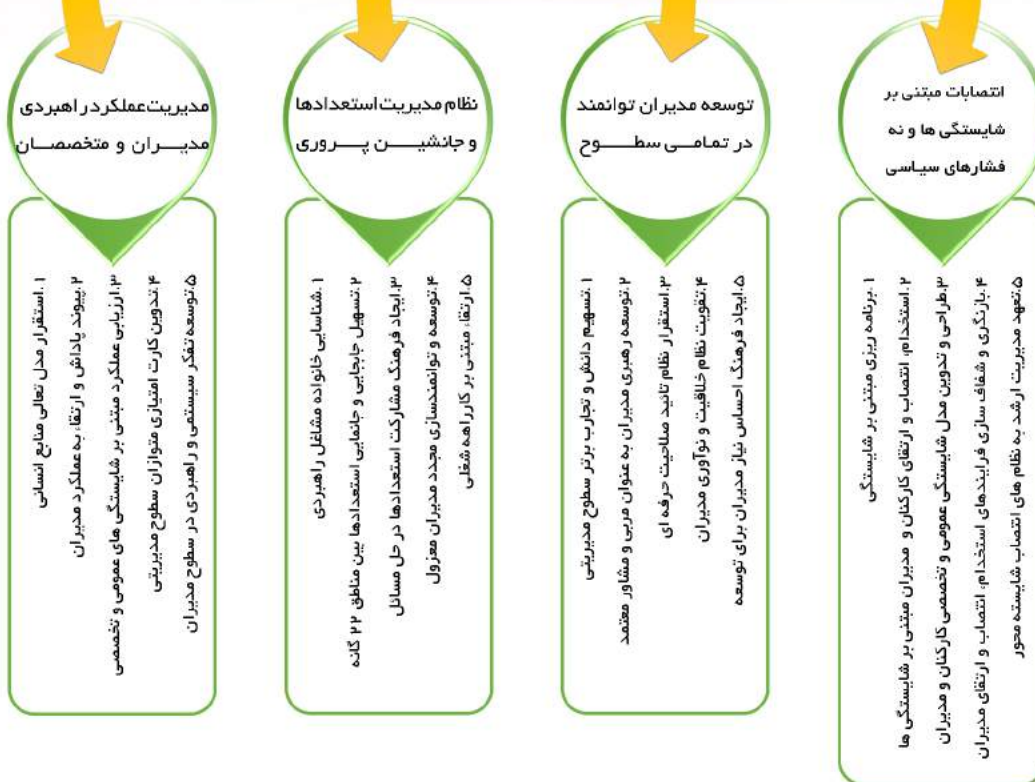 انتصابات مبتنی بر
شایستگی ها و نه
فشارهای سیاسی
۱.برنامه ریزی مبتنی بر شایستگی
۲.استخدام، انتصاب و ارتقای کارکنان و مدیران مبتنی بر شایستگی ها
۳.طراحی و تدوین مدل شایستگی عمومی و تخصصی کارکنان و مدیران
۴.بازنگری و شفاف سازی فرایندهای استخدام، انتصاب و ارتقای مدیران
۵.تعهد مدیریت ارشد به نظام های انتصاب شایسته محور
توسعه مدیران توانمند
در تمامی سطوح
۱.تسهیم دانش و تجارب برتر سطوح مدیریتی
۲.توسعه رهبری مدیران به عنوان مربی و مشاور معتمد
۳.استقرار نظام تائید صلاحیت حرفه ای
۴.تقویت نظام خلاقیت و نوآوری مدیران
۵.ایجاد فرهنگ احساس نیاز مدیران برای توسعه
نظام مدیریت استعدادها
و جانشین پروری
۱.شناسایی خانواده مشاغل راهبردی
۲.تسهیل جابجایی و جانمایی استعدادها بین مناطق ۲۲ گانه
۳.ایجاد فرهنگ مشارکت استعدادها در حل مسائل
۴.توسعه و توانمندسازی مجدد مدیران معزول
۵.ارتقاء مبتنی بر کارراهه شغلی
مدیریت عملکرد راهبردی
مدیران و متخصصان
۱.استقرار مدل تعالی منابع انسانی
۲.پیوند پاداش و ارتقاء به عملکرد مدیران
۳.ارزیابی عملکرد مبتنی بر شایستگی های عمومی و تخصصی
۴.تدوین کارت امتیازی متوازان سطوح مدیریتی
۵.توسعه تفکر سیستمی و راهبردی در سطوح مدیران